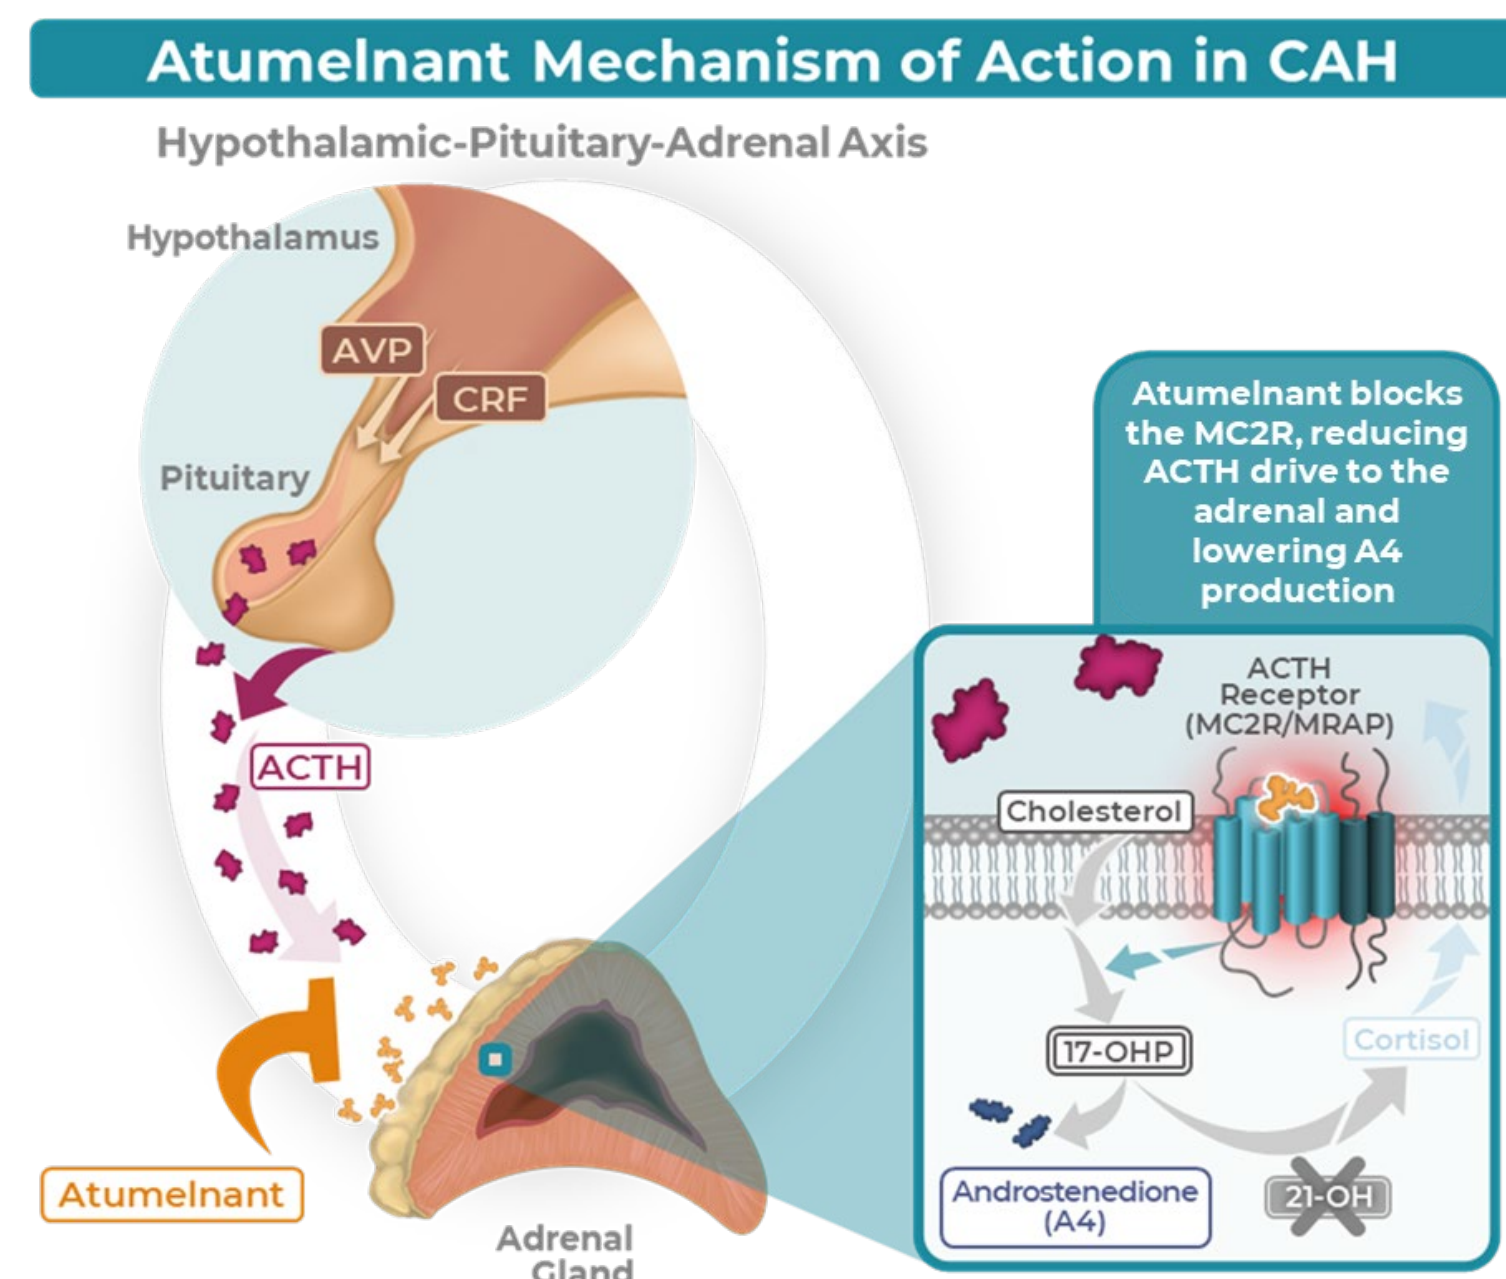 Atumelnant Mechanism of Action in CAH
Hypothalamic-Pituitary-Adrenal Axis
Hypothalamus
AVP
CRF
Pituitary
ACTH
Atumelnant
Adrenal
Gland
Atumelnant blocks
the MC2R, reducing
ACTH drive to the
adrenal and
lowering A4
production
ACTH
Receptor
(MC2R/MRAP)
Cholesterol
17-OHP
Cortisol
Androstenedione
(A4)
21-OH